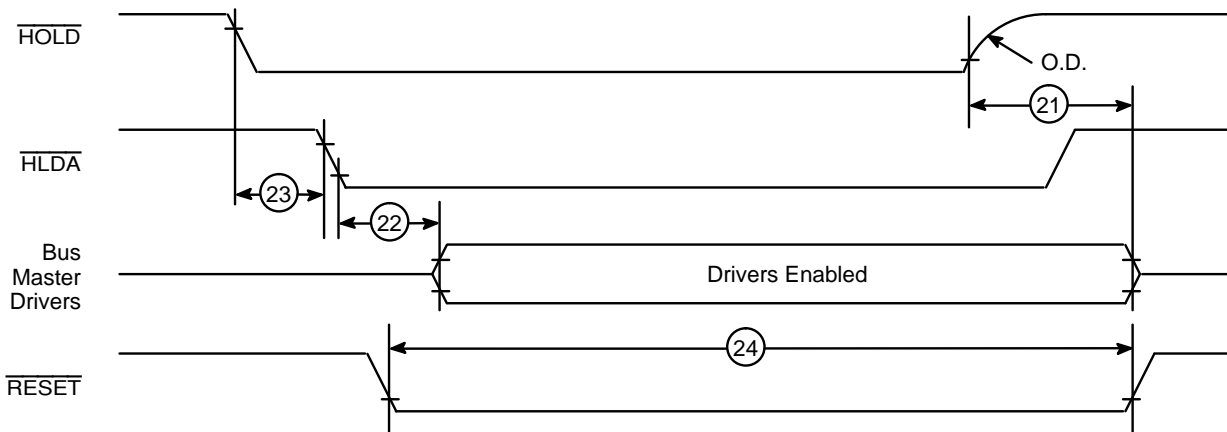 HOLD
O.D.
21
HLDA
23
22
Bus
Master
Drivers
Drivers Enabled
24
RESET